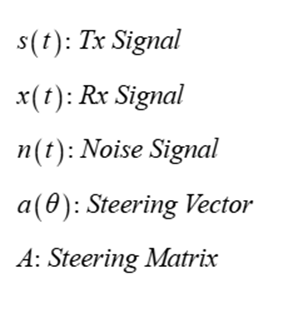 s(t): Tx Signal
x(t): Rx Signal
n(t): Noise Signal
a(θ): Steering Vector
A: Steering Matrix